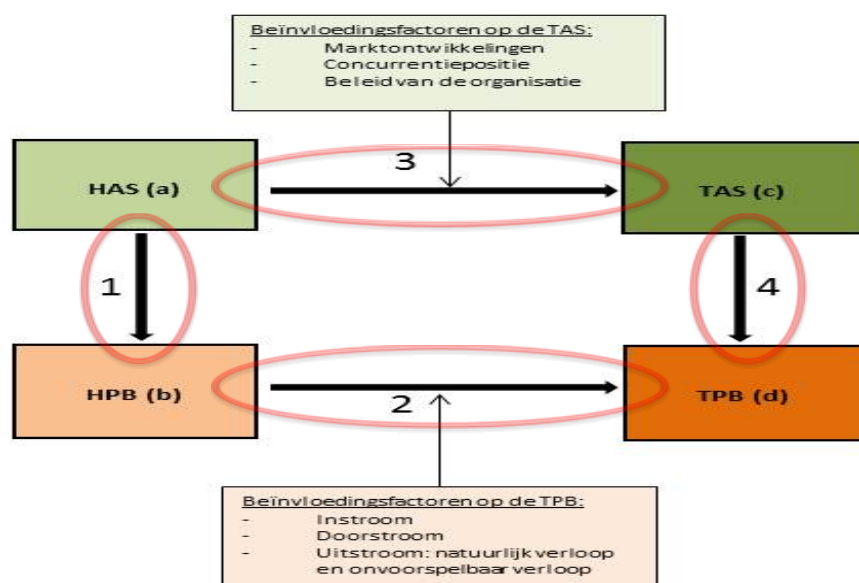 Beïnvloedingsfactoren op de TAS:
- Marktontwikkelingen
- Concurrentiepositie
- Beleid van de organisatie
HAS (a)
3
TAS (c)
1
4
HPB (b)
2
TPB (d)
Beïnvloedingsfactoren op de TPB:
- Instroom
- Doorstroom
- Uitstroom: natuurlijk verloop
en onvoorspelbaar verloop